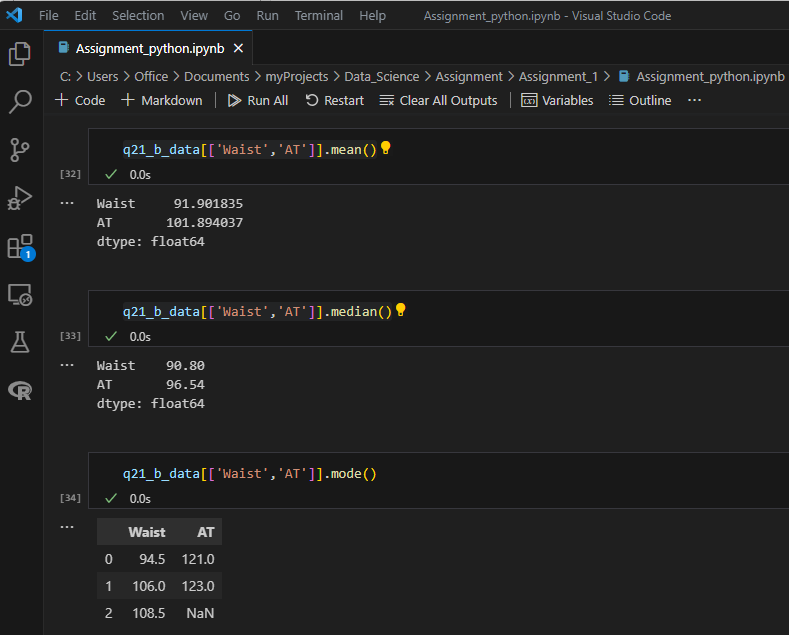 File Edit Selection View Go Run Terminal Help Assignment_python.ipynb - Visual Studio Code
Assignment_python.ipynb
C: > Users > Office > Documents > myProjects > Data_Science > Assignment > Assignment_1 > Assignment_python.ipynb
+ Code + Markdown Run All Restart Clear All Outputs Variables Outline ...
q21_b_data[['Waist','AT']].mean()
[32] ✓ 0.0s
... Waist 91.901835
AT 101.894037
dtype: float64
1
q21_b_data[['Waist','AT']].median()
[33] ✓ 0.0s
... Waist 90.80
AT 96.54
dtype: float64
R
q21_b_data[['Waist','AT']].mode()
[34] ✓ 0.0s
...
Waist AT
0 94.5 121.0
1 106.0 123.0
2 108.5 NaN